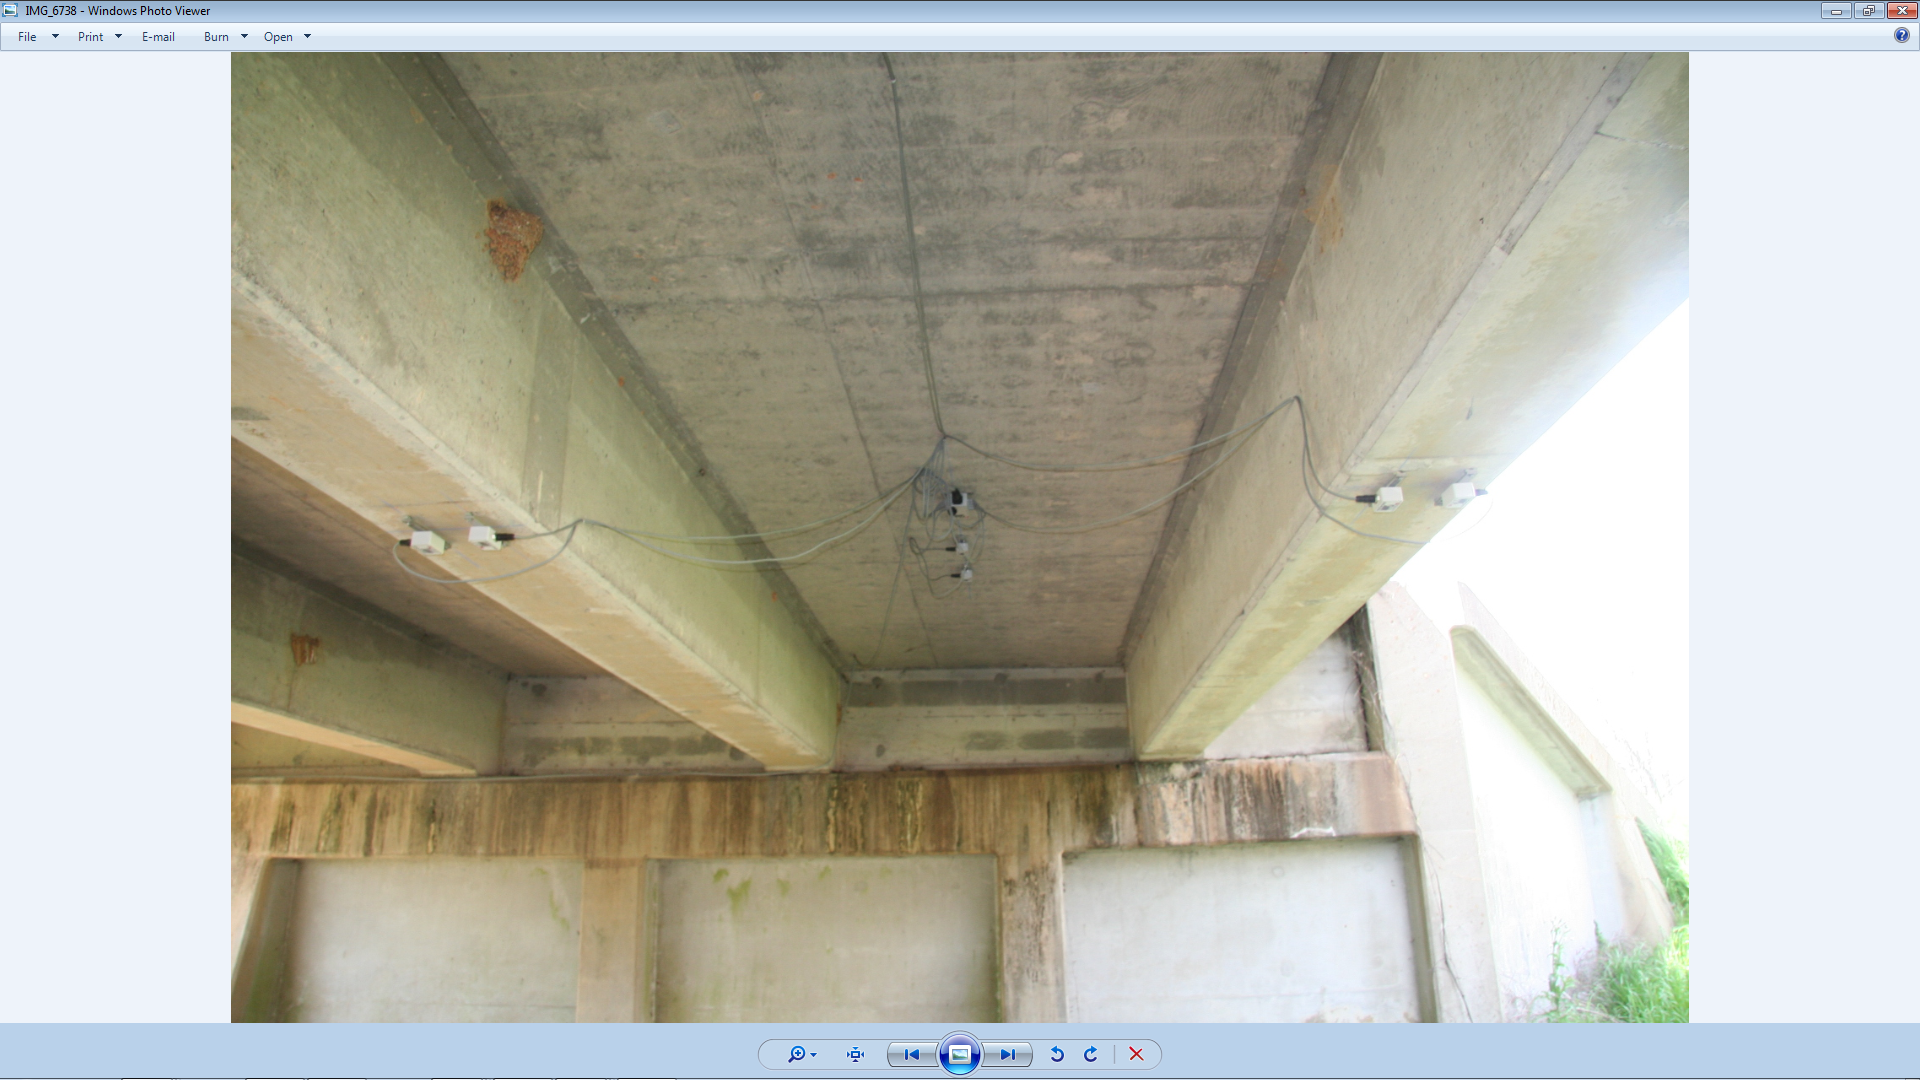 IMG_6738 - Windows Photo Viewer
File Print E-mail Burn Open